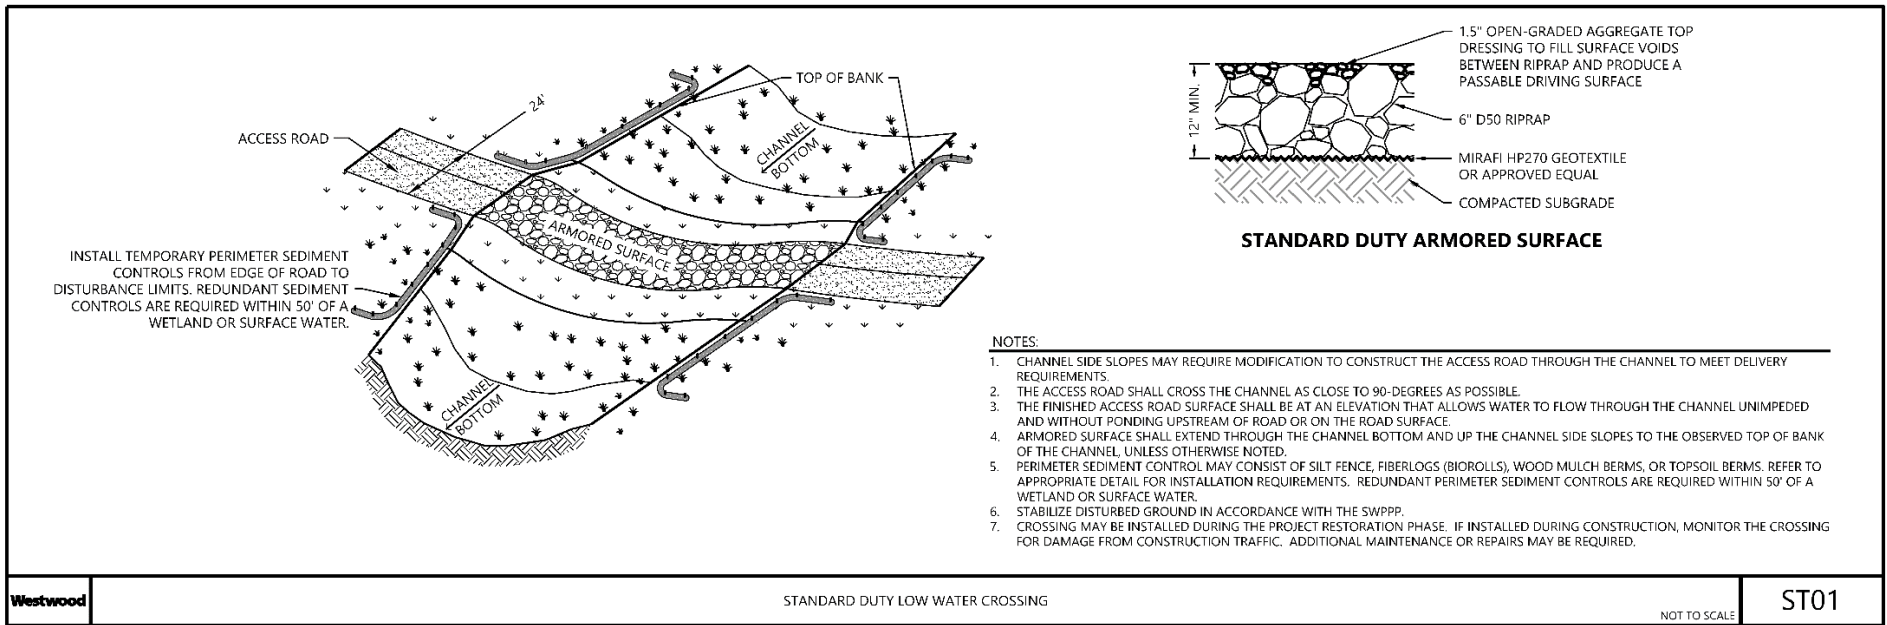 TOP OF BANK
24'
ACCESS ROAD
CHANNEL
BOTTOM
ARMORED SURFACE
INSTALL TEMPORARY PERIMETER SEDIMENT
CONTROLS FROM EDGE OF ROAD TO
DISTURBANCE LIMITS. REDUNDANT SEDIMENT
CONTROLS ARE REQUIRED WITHIN 50' OF A
WETLAND OR SURFACE WATER.
CHANNEL
BOTTOM
1.5" OPEN-GRADED AGGREGATE TOP
DRESSING TO FILL SURFACE VOIDS
BETWEEN RIPRAP AND PRODUCE A
PASSABLE DRIVING SURFACE
12" MIN.
6" D50 RIPRAP
MIRAFI HP270 GEOTEXTILE
OR APPROVED EQUAL
COMPACTED SUBGRADE
STANDARD DUTY ARMORED SURFACE
NOTES:
1. CHANNEL SIDE SLOPES MAY REQUIRE MODIFICATION TO CONSTRUCT THE ACCESS ROAD THROUGH THE CHANNEL TO MEET DELIVERY
REQUIREMENTS.
2. THE ACCESS ROAD SHALL CROSS THE CHANNEL AS CLOSE TO 90-DEGREES AS POSSIBLE.
3. THE FINISHED ACCESS ROAD SURFACE SHALL BE AT AN ELEVATION THAT ALLOWS WATER TO FLOW THROUGH THE CHANNEL UNIMPEDED
AND WITHOUT PONDING UPSTREAM OF ROAD OR ON THE ROAD SURFACE.
4. ARMORED SURFACE SHALL EXTEND THROUGH THE CHANNEL BOTTOM AND UP THE CHANNEL SIDE SLOPES TO THE OBSERVED TOP OF BANK
OF THE CHANNEL, UNLESS OTHERWISE NOTED.
5. PERIMETER SEDIMENT CONTROL MAY CONSIST OF SILT FENCE, FIBERLOGS (BIOROLLS), WOOD MULCH BERMS, OR TOPSOIL BERMS. REFER TO
APPROPRIATE DETAIL FOR INSTALLATION REQUIREMENTS. REDUNDANT PERIMETER SEDIMENT CONTROLS ARE REQUIRED WITHIN 50' OF A
WETLAND OR SURFACE WATER.
6. STABILIZE DISTURBED GROUND IN ACCORDANCE WITH THE SWPPP.
7. CROSSING MAY BE INSTALLED DURING THE PROJECT RESTORATION PHASE. IF INSTALLED DURING CONSTRUCTION, MONITOR THE CROSSING
FOR DAMAGE FROM CONSTRUCTION TRAFFIC. ADDITIONAL MAINTENANCE OR REPAIRS MAY BE REQUIRED.
Westwood
STANDARD DUTY LOW WATER CROSSING
NOT TO SCALE
ST01